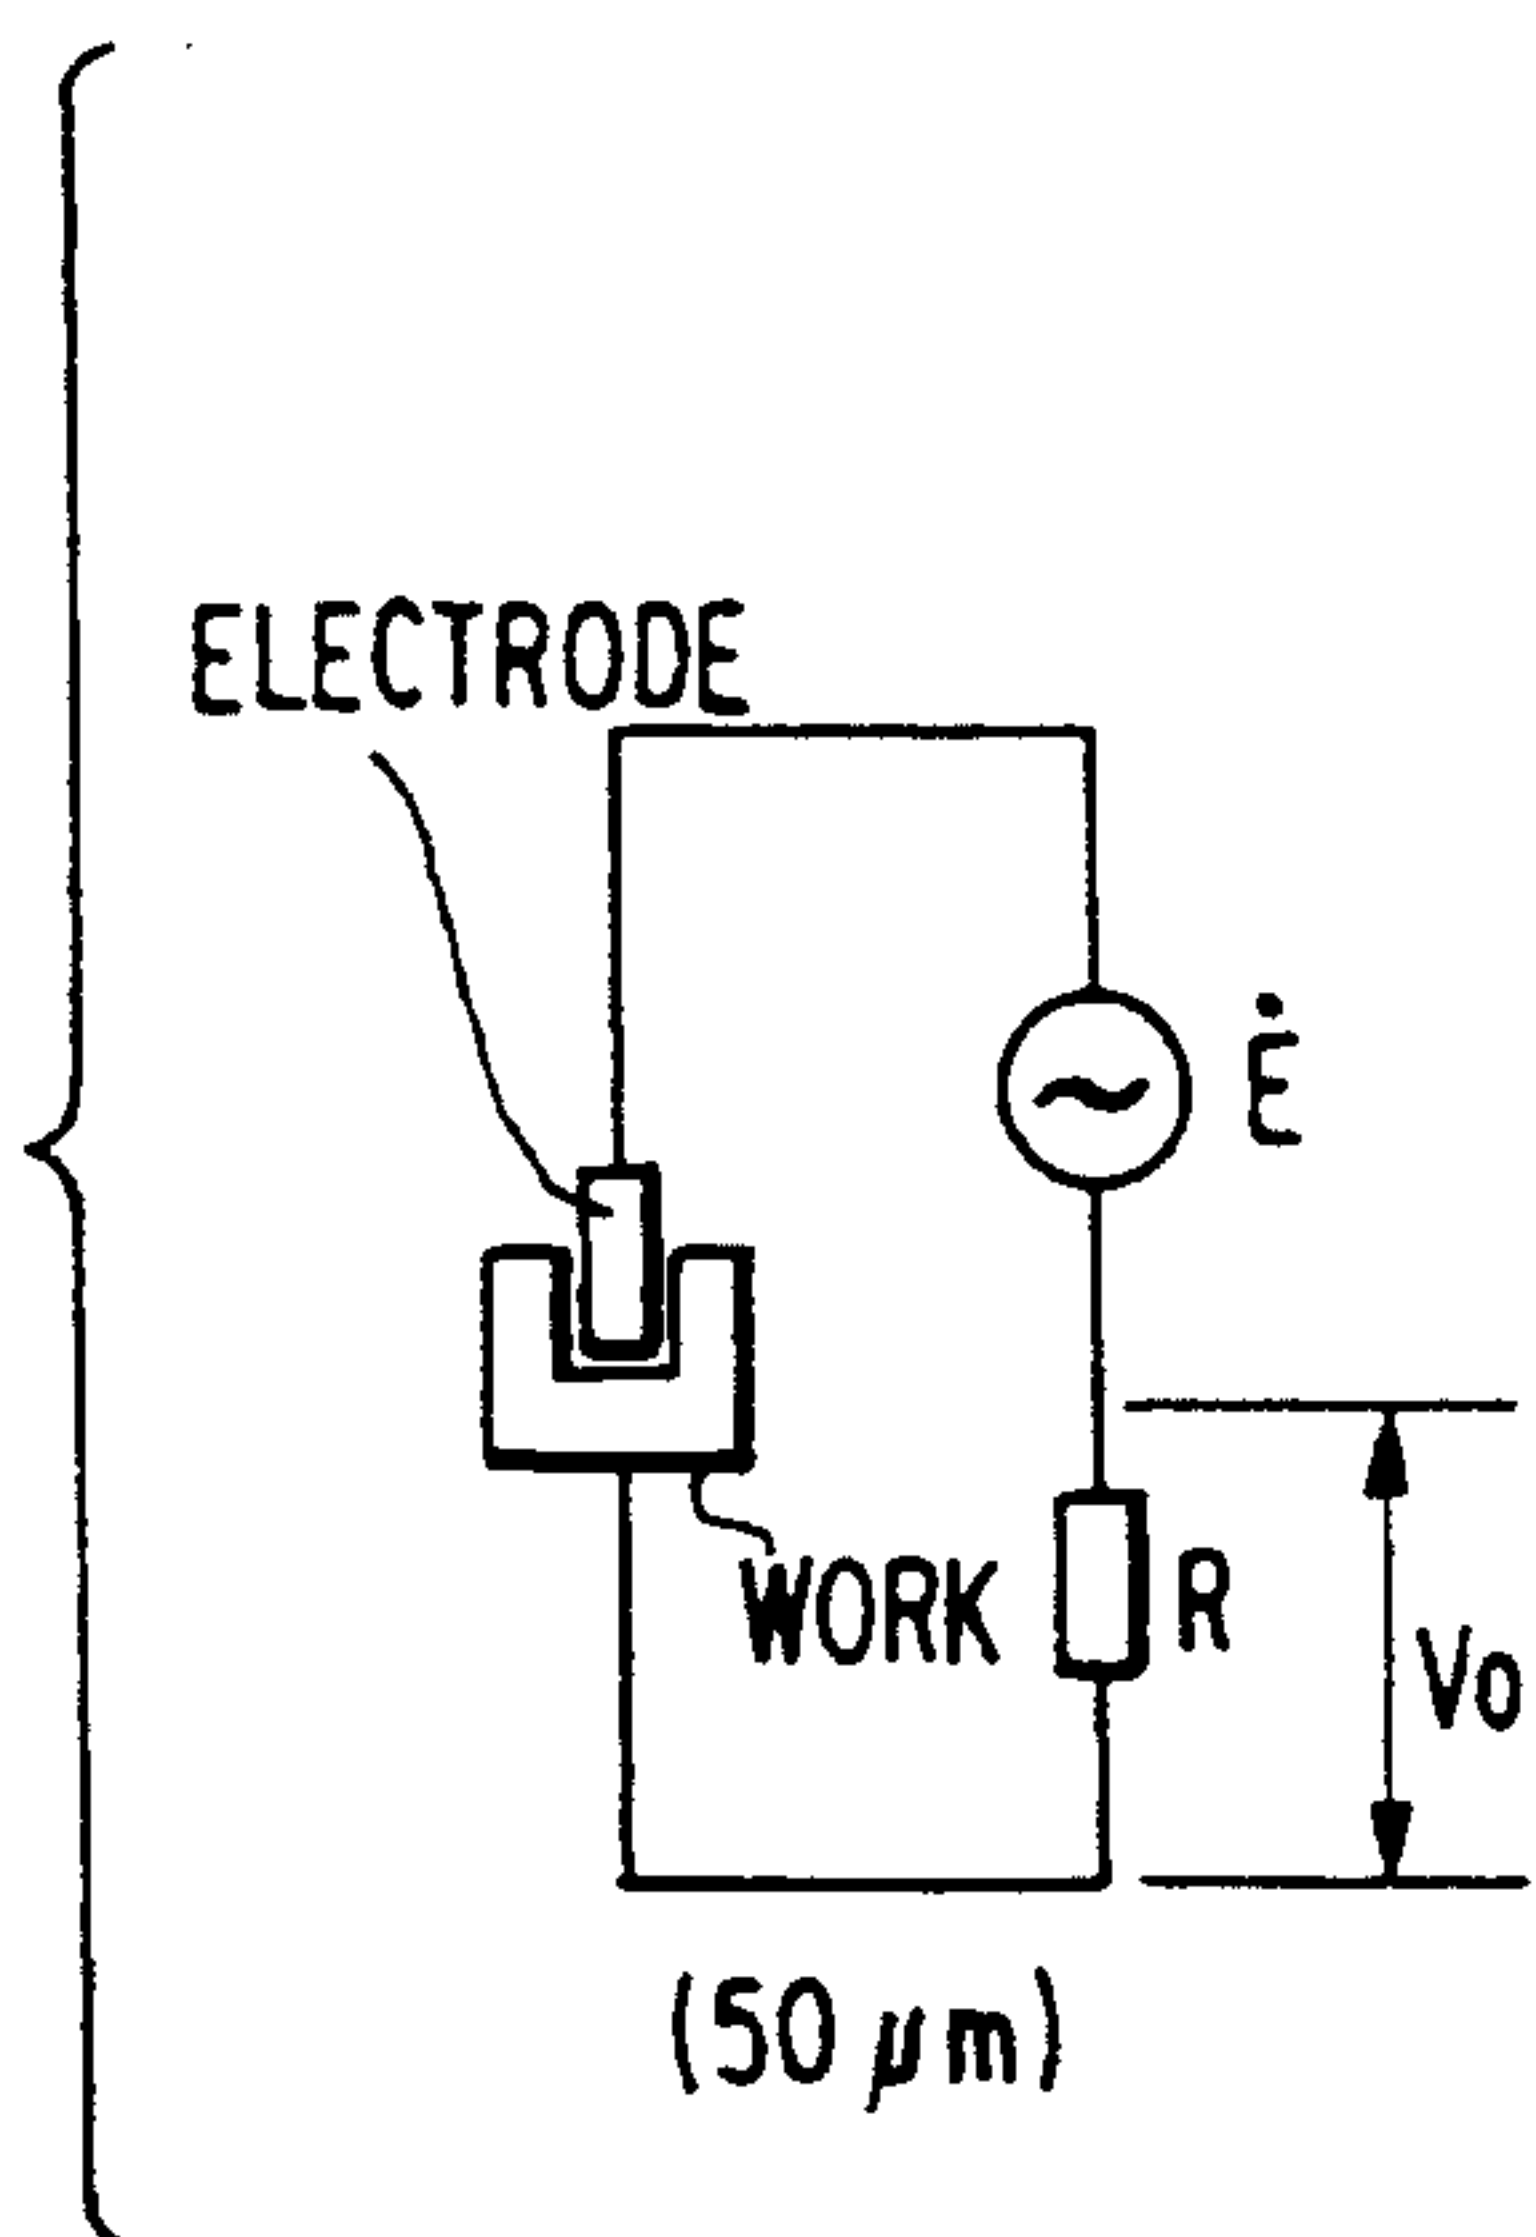 ELECTRODE
Ė
WORK
R
Vo
(50 μm)